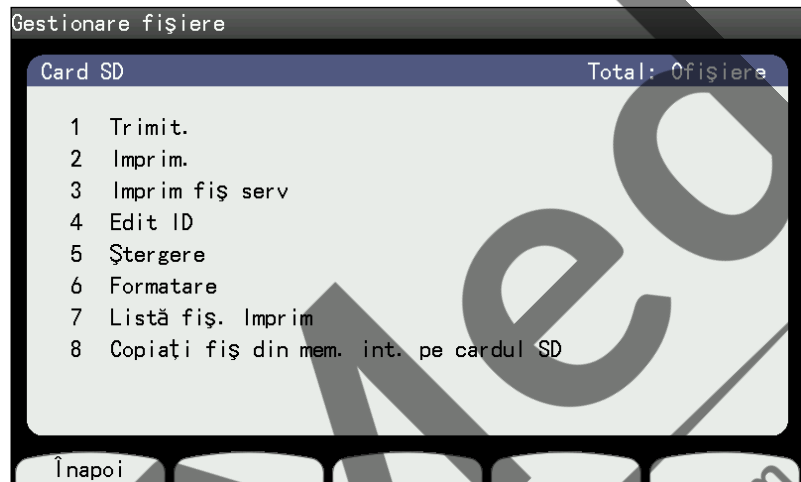 Gestionare fişiere
Card SD Total: 0fişiere
1 Trimit.
2 Imprim.
3 Imprim fiş serv
4 Edit ID
5 Ştergere
6 Formatare
7 Listă fiş. Imprim
8 Copiaţi fiş din mem. int. pe cardul SD
Înapoi